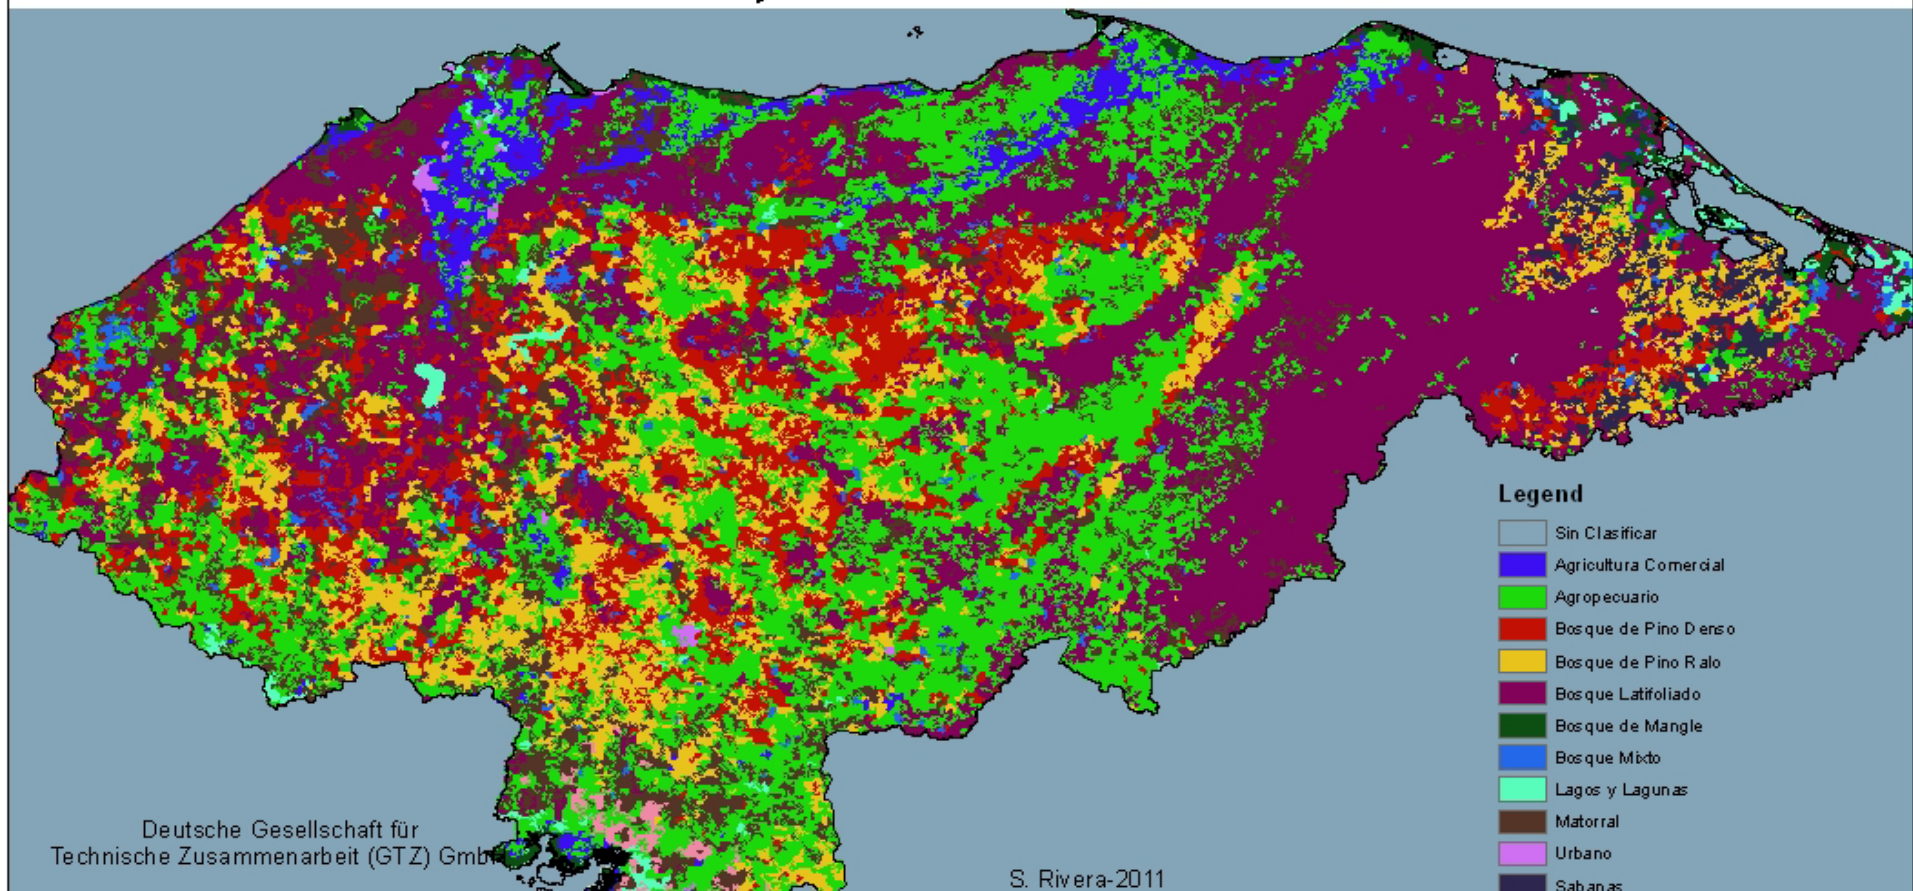 Legend
Sin Clasificar
Agricultura Comercial
Agropecuario
Bosque de Pino Denso
Bosque de Pino Ralo
Bosque Latifoliado
Bosque de Mangle
Bosque Mixto
Lagos y Lagunas
Matorral
Urbano
Sabanas
Deutsche Gesellschaft für
Technische Zusammenarbeit (GTZ) Gmb
S. Rivera-2011